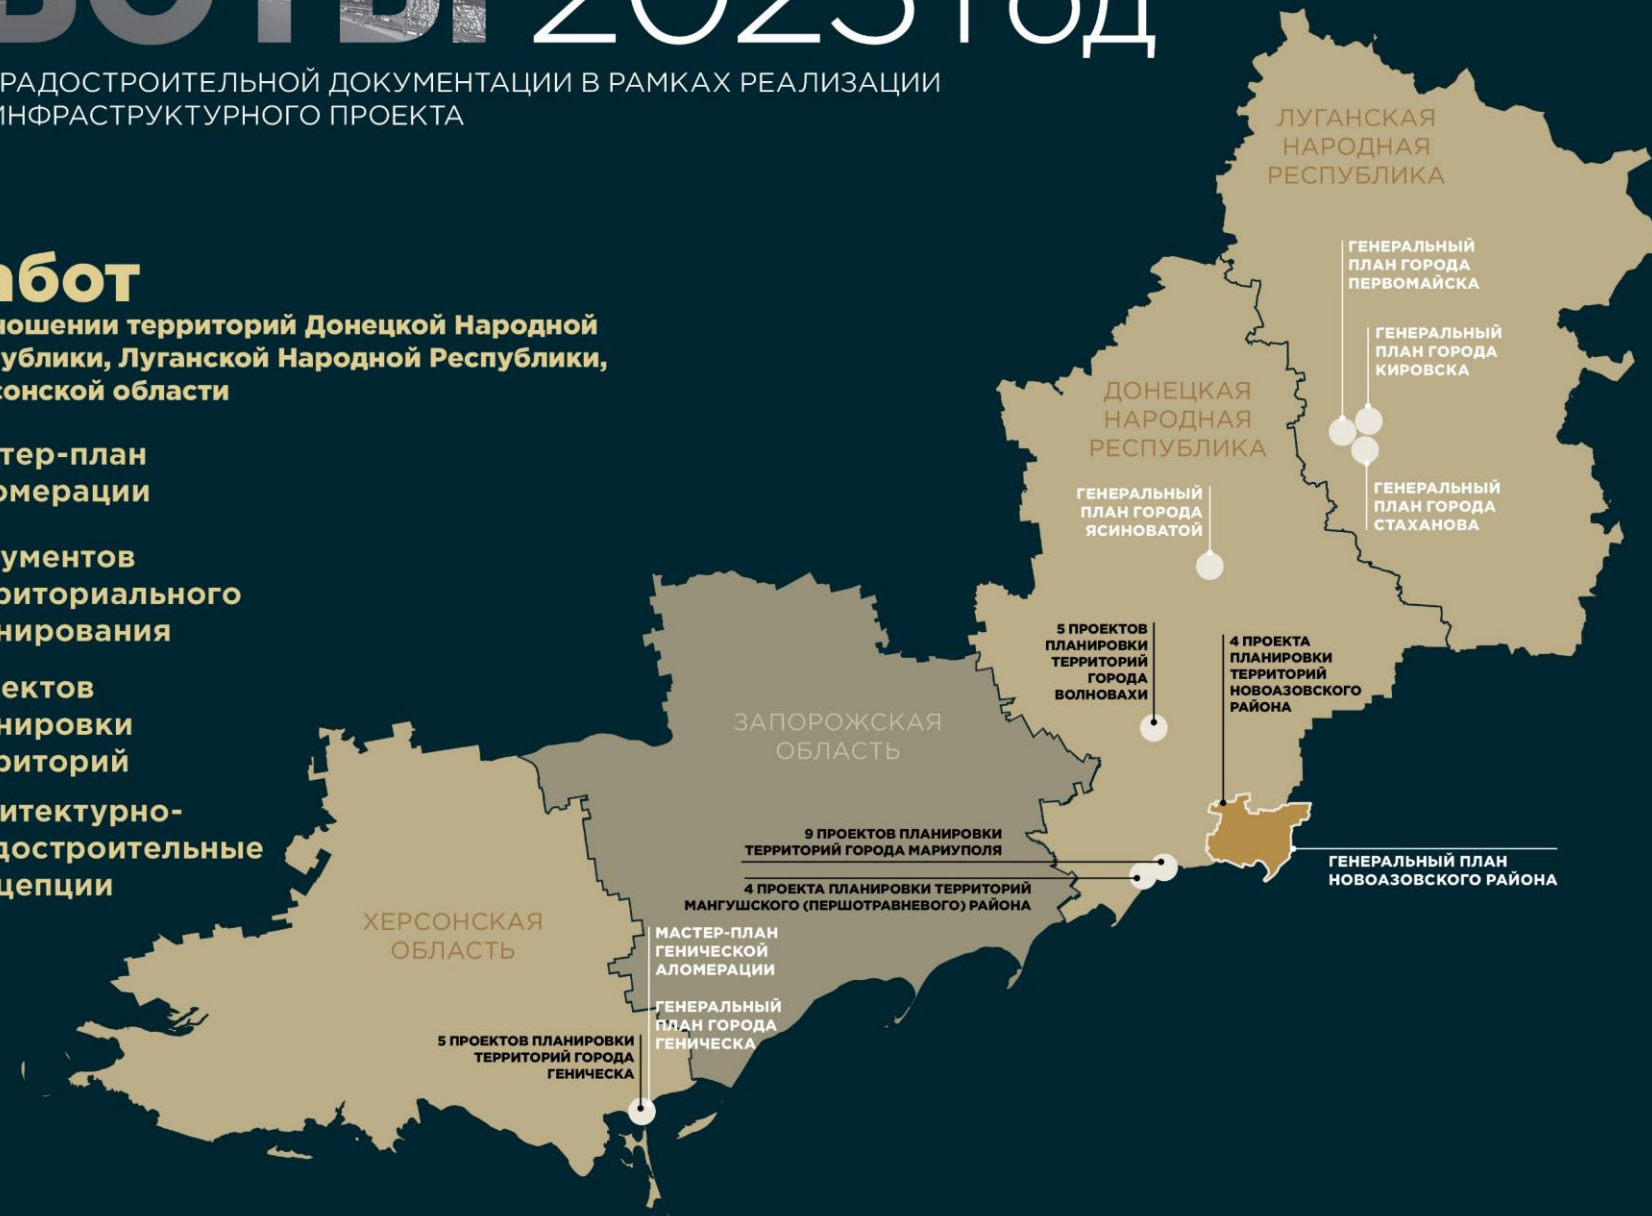 2023 ГОД
РАДОСТРОИТЕЛЬНОЙ ДОКУМЕНТАЦИИ В РАМКАХ РЕАЛИЗАЦИИ
ИНФРАСТРУКТУРНОГО ПРОЕКТА
абот
ношении территорий Донецкой Народной
ублики, Луганской Народной Республики,
сонской области
тер-план
омерации
ументов
риториального
нирования
ектов
нировки
риторий
итектурно-
достроительные
цепции
ЛУГАНСКАЯ
НАРОДНАЯ
РЕСПУБЛИКА
ГЕНЕРАЛЬНЫЙ
ПЛАН ГОРОДА
ПЕРВОМАЙСКА
ГЕНЕРАЛЬНЫЙ
ПЛАН ГОРОДА
КИРОВСКА
ГЕНЕРАЛЬНЫЙ
ПЛАН ГОРОДА
СТАХАНОВА
ДОНЕЦКАЯ
НАРОДНАЯ
РЕСПУБЛИКА
ГЕНЕРАЛЬНЫЙ
ПЛАН ГОРОДА
ЯСИНОВАТОЙ
5 ПРОЕКТОВ
ПЛАНИРОВКИ
ТЕРРИТОРИЙ
ГОРОДА
ВОЛНОВАХИ
4 ПРОЕКТА
ПЛАНИРОВКИ
ТЕРРИТОРИЙ
НОВОАЗОВСКОГО
РАЙОНА
ЗАПОРОЖСКАЯ
ОБЛАСТЬ
9 ПРОЕКТОВ ПЛАНИРОВКИ
ТЕРРИТОРИЙ ГОРОДА МАРИУПОЛЯ
4 ПРОЕКТА ПЛАНИРОВКИ ТЕРРИТОРИЙ
МАНГУШСКОГО (ПЕРШОТРАВНЕВОГО) РАЙОНА
ГЕНЕРАЛЬНЫЙ ПЛАН
НОВОАЗОВСКОГО РАЙОНА
ХЕРСОНСКАЯ
ОБЛАСТЬ
МАСТЕР-ПЛАН
ГЕНИЧЕСКОЙ
АЛОМЕРАЦИИ
ГЕНЕРАЛЬНЫЙ
ПЛАН ГОРОДА
ГЕНИЧЕСКА
5 ПРОЕКТОВ ПЛАНИРОВКИ
ТЕРРИТОРИЙ ГОРОДА
ГЕНИЧЕСКА